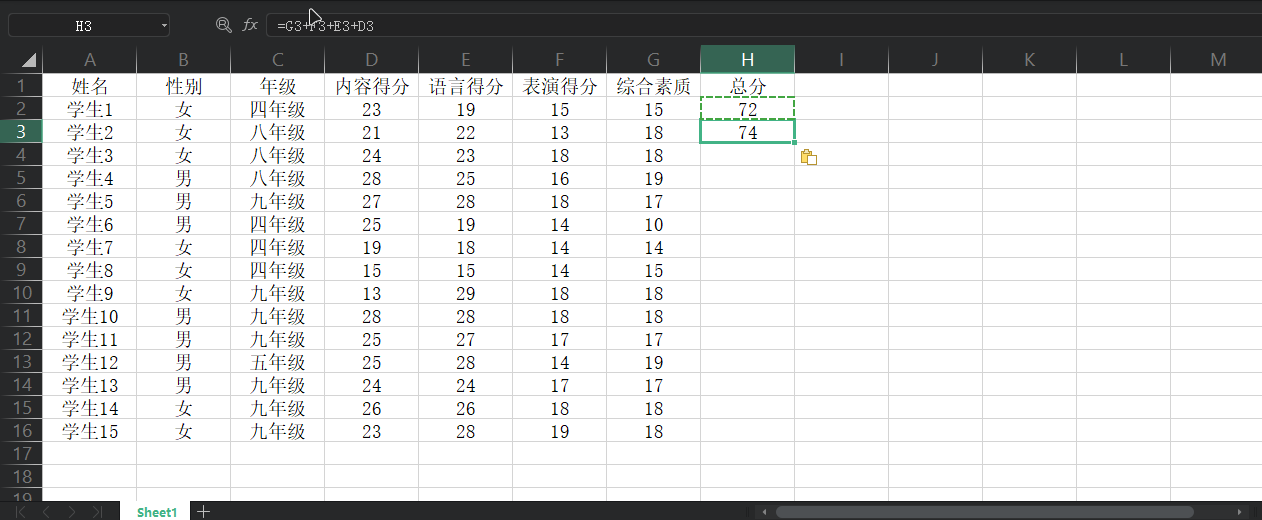 H3 fx =G3+F3+E3+D3
A B C D E F G H I J K L M
1 姓名 性别 年级 内容得分 语言得分 表演得分 综合素质 总分
2 学生1 女 四年级 23 19 15 15 72
3 学生2 女 八年级 21 22 13 18 74
4 学生3 女 八年级 24 23 18 18
5 学生4 男 八年级 28 25 16 19
6 学生5 男 九年级 27 28 18 17
7 学生6 男 四年级 25 19 14 10
8 学生7 女 四年级 19 18 14 14
9 学生8 女 四年级 15 15 14 15
10 学生9 女 九年级 13 29 18 18
11 学生10 男 九年级 28 28 18 18
12 学生11 男 九年级 25 27 17 17
13 学生12 男 五年级 25 28 14 19
14 学生13 男 九年级 24 24 17 17
15 学生14 女 九年级 26 26 18 18
16 学生15 女 九年级 23 28 19 18
17
18
19
Sheet1